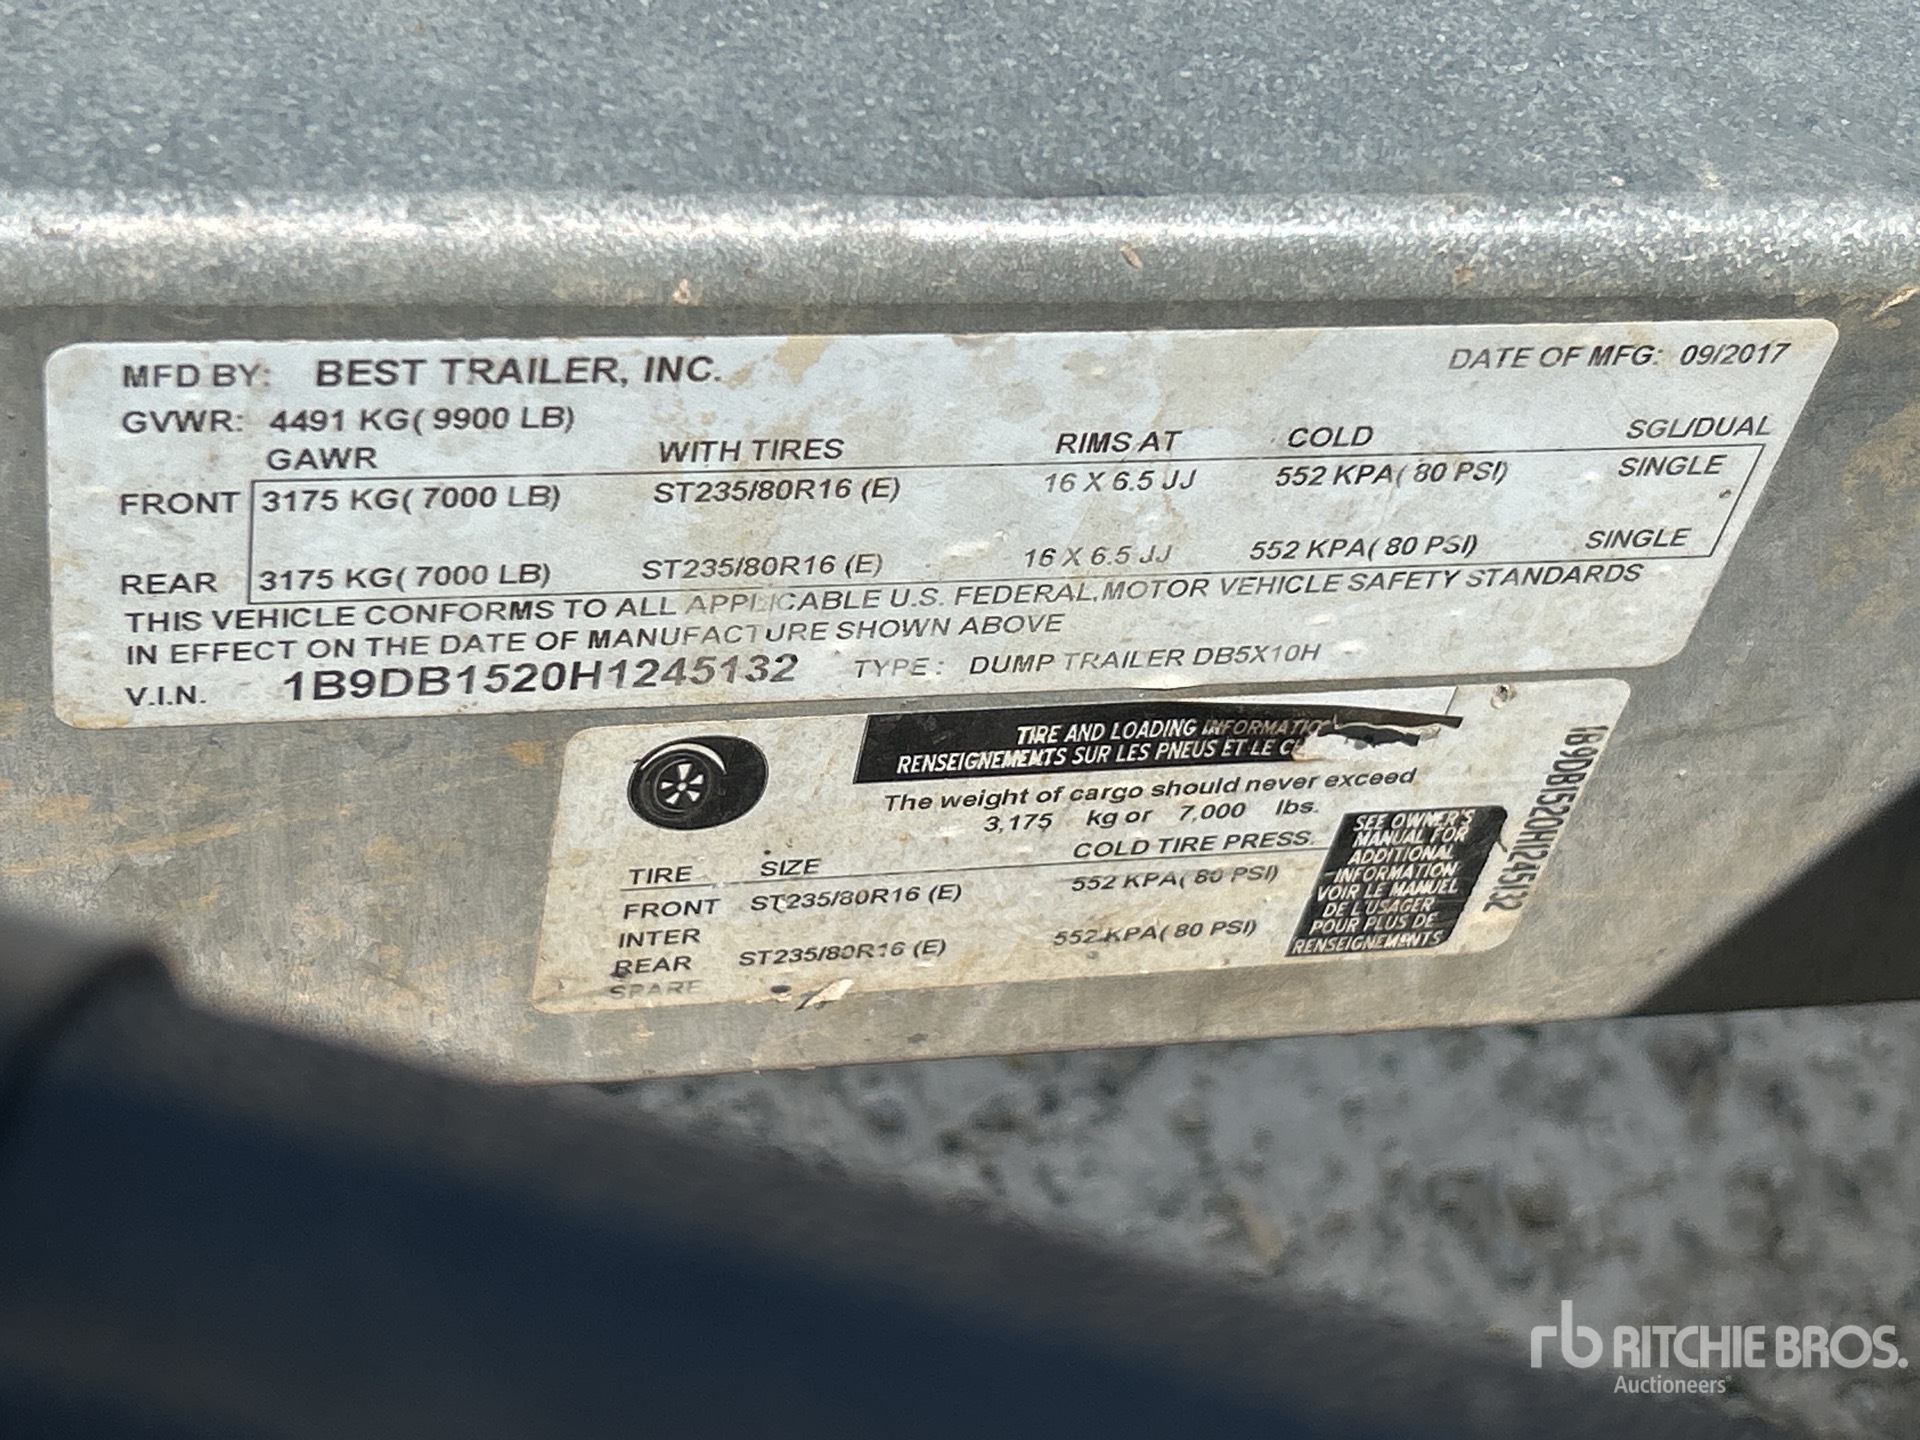 MFD BY: BEST TRAILER, INC. DATE OF MFG: 09/2017
GVWR: 4491 KG( 9900 LB)
GAWR WITH TIRES RIMS AT COLD SGL/DUAL
FRONT 3175 KG( 7000 LB) ST235/80R16 (E) 16 X 6.5 JJ 552 KPA( 80 PSI) SINGLE
REAR 3175 KG( 7000 LB) ST235/80R16 (E) 16 X 6.5 JJ 552 KPA( 80 PSI) SINGLE
THIS VEHICLE CONFORMS TO ALL APPLICABLE U.S. FEDERAL MOTOR VEHICLE SAFETY STANDARDS
IN EFFECT ON THE DATE OF MANUFACTURE SHOWN ABOVE
V.I.N. 1B9DB1520H1245132 TYPE: DUMP TRAILER DB5X10H
TIRE AND LOADING INFORMATION
RENSEIGNEMENTS SUR LES PNEUS ET LE
The weight of cargo should never exceed
3,175 kg or 7,000 lbs.
TIRE SIZE COLD TIRE PRESS.
FRONT ST235/80R16 (E) 552 KPA( 80 PSI)
INTER
REAR ST235/80R16 (E) 552 KPA( 80 PSI)
SPARE
SEE OWNER'S
MANUAL FOR
ADDITIONAL
INFORMATION
VOIR LE MANUEL
DE L'USAGER
POUR PLUS DE
RENSEIGNEMENTS
1B9DB1520H1245132
rb RITCHIE BROS.
Auctioneers